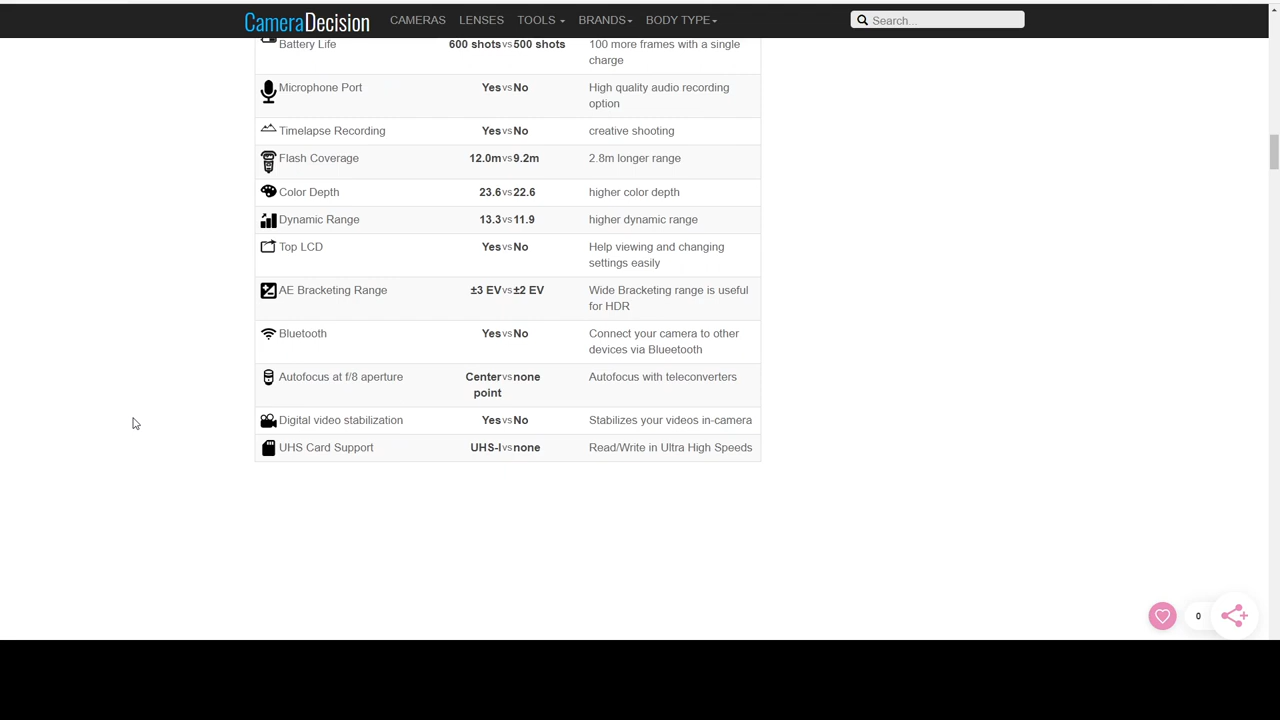 CameraDecision CAMERAS LENSES TOOLS BRANDS BODY TYPE Search...
Battery Life 600 shots vs 500 shots 100 more frames with a single
charge
Microphone Port Yes vs No High quality audio recording
option
Timelapse Recording Yes vs No creative shooting
Flash Coverage 12.0m vs 9.2m 2.8m longer range
Color Depth 23.6 vs 22.6 higher color depth
Dynamic Range 13.3 vs 11.9 higher dynamic range
Top LCD Yes vs No Help viewing and changing
settings easily
AE Bracketing Range ±3 EV vs ±2 EV Wide Bracketing range is useful
for HDR
Bluetooth Yes vs No Connect your camera to other
devices via Blueetooth
Autofocus at f/8 aperture Center vs none Autofocus with teleconverters
point
Digital video stabilization Yes vs No Stabilizes your videos in-camera
UHS Card Support UHS-I vs none Read/Write in Ultra High Speeds
0